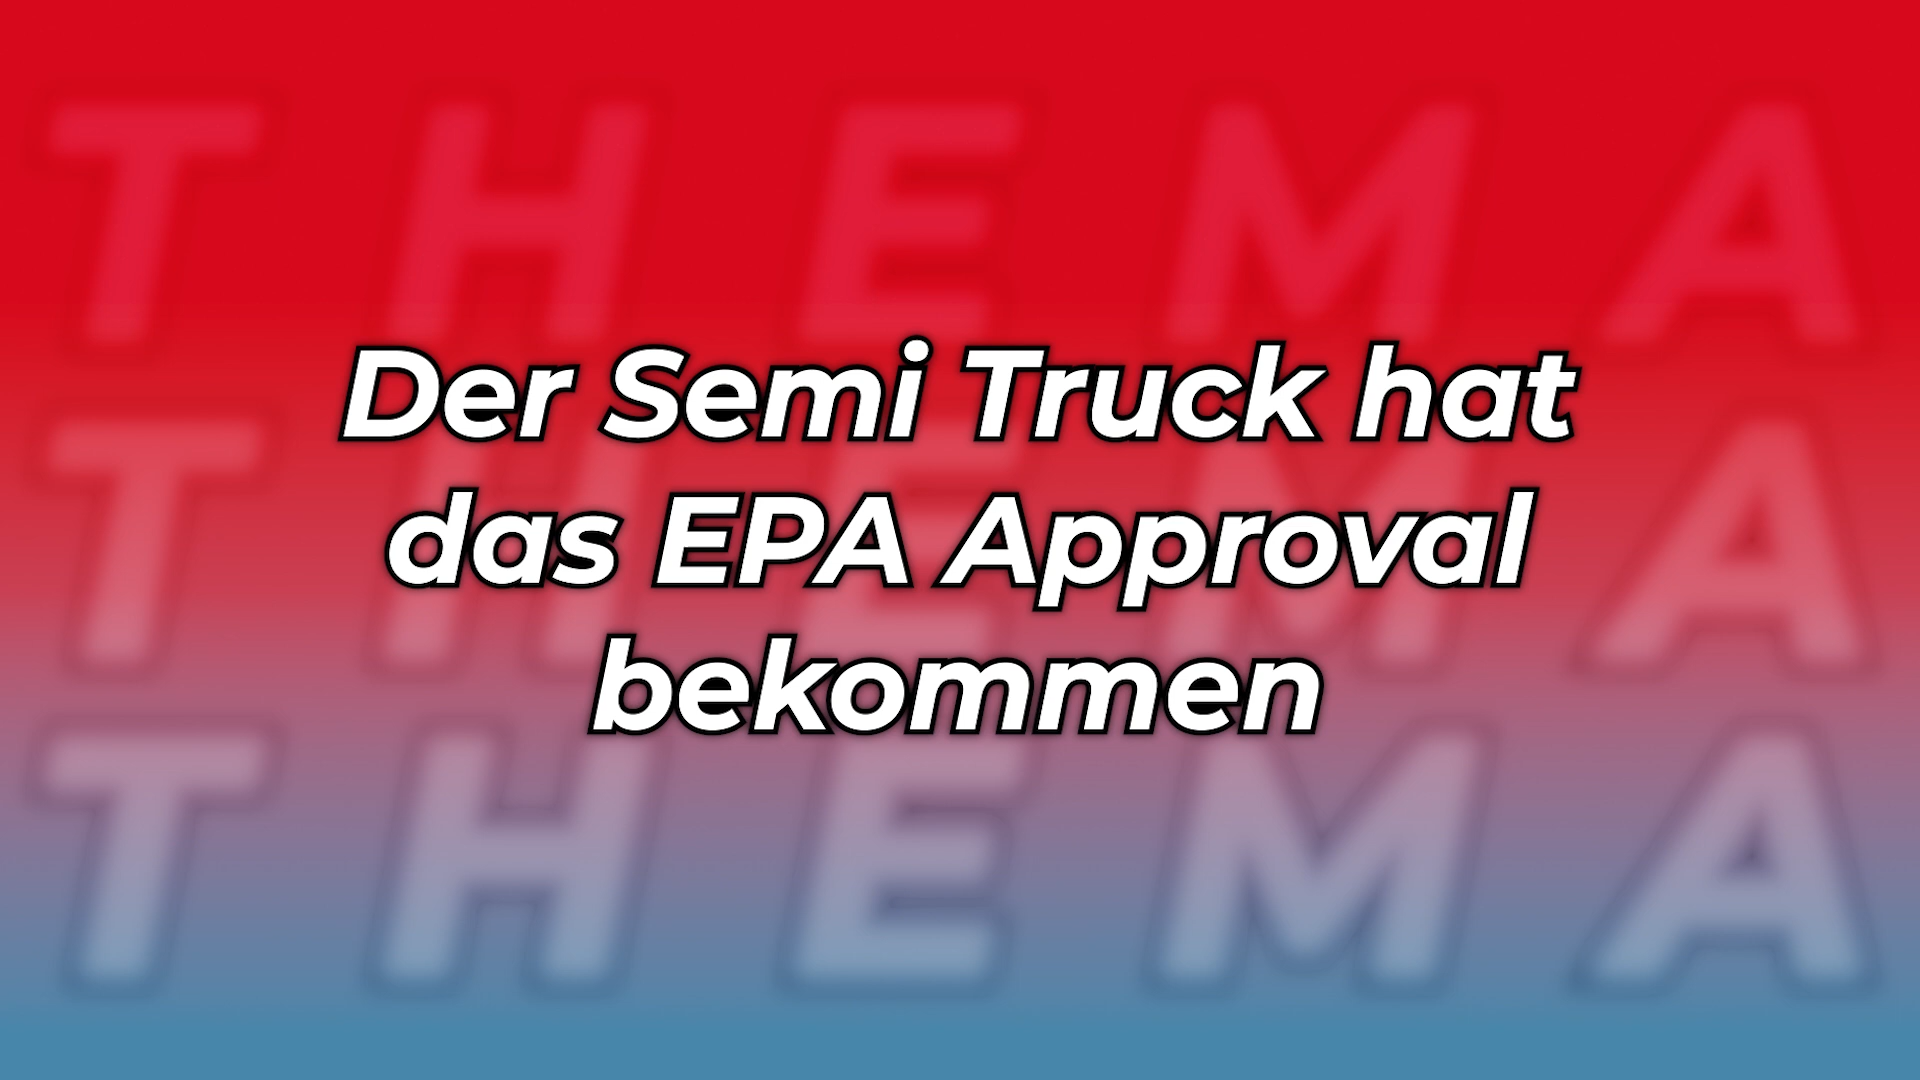 THEMA
Der Semi Truck hat
THEMA
das EPA Approval
bekommen
THEMA